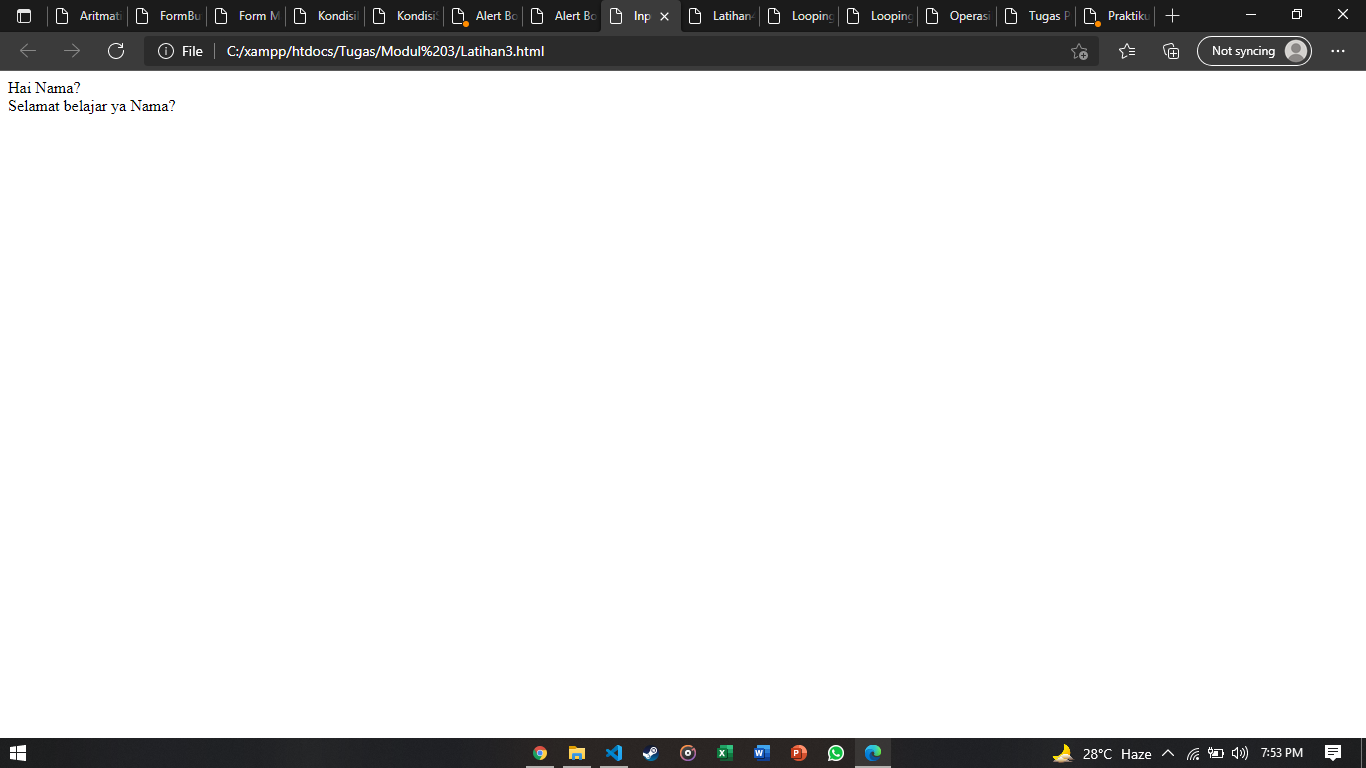 Aritmati FormBu Form M Kondisi Kondisi Alert Bo Alert Bo Inp Latihan Looping Looping Operasi Tugas P Praktiku
File C:/xampp/htdocs/Tugas/Modul%203/Latihan3.html Not syncing
Hai Nama?
Selamat belajar ya Nama?
28°C Haze 7:53 PM